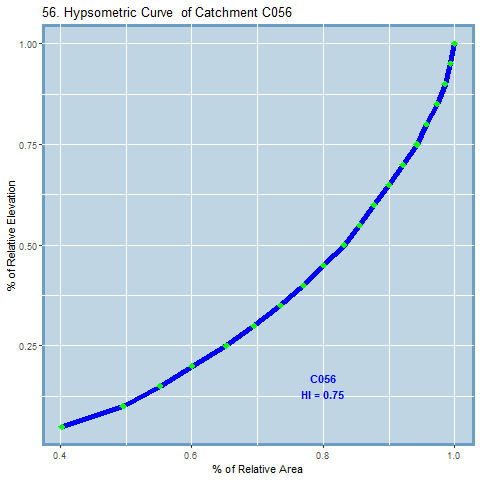 56. Hypsometric Curve  of Catchment C056
1.00
0.75
0.50
0.25
% of Relative Elevation
C056
HI = 0.75
0.4
0.6
0.8
1.0
% of Relative Area